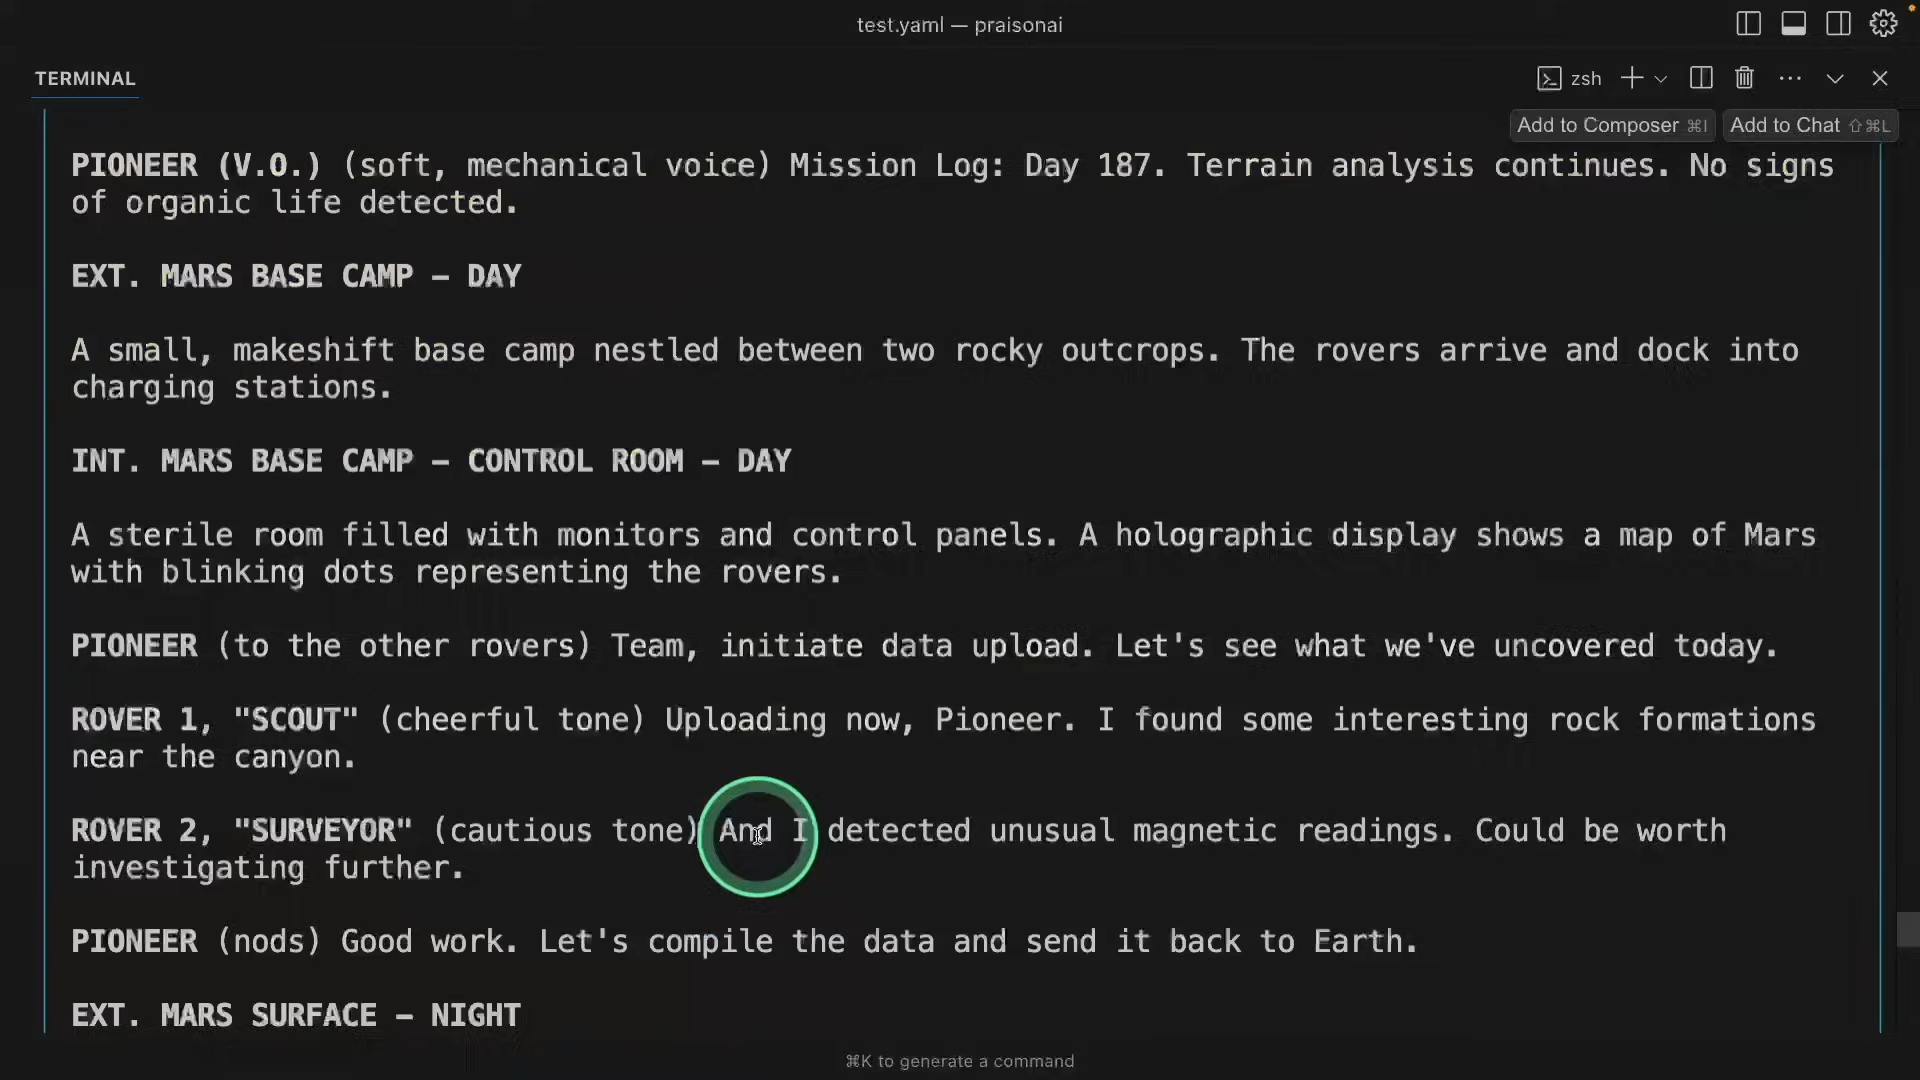 test.yaml — praisonai
TERMINAL
zsh
Add to Composer ⌘I
Add to Chat ⇧⌘L
PIONEER (V.O.) (soft, mechanical voice) Mission Log: Day 187. Terrain analysis continues. No signs
of organic life detected.
EXT. MARS BASE CAMP – DAY
A small, makeshift base camp nestled between two rocky outcrops. The rovers arrive and dock into
charging stations.
INT. MARS BASE CAMP – CONTROL ROOM – DAY
A sterile room filled with monitors and control panels. A holographic display shows a map of Mars
with blinking dots representing the rovers.
PIONEER (to the other rovers) Team, initiate data upload. Let's see what we've uncovered today.
ROVER 1, "SCOUT" (cheerful tone) Uploading now, Pioneer. I found some interesting rock formations
near the canyon.
ROVER 2, "SURVEYOR" (cautious tone) And I detected unusual magnetic readings. Could be worth
investigating further.
PIONEER (nods) Good work. Let's compile the data and send it back to Earth.
EXT. MARS SURFACE – NIGHT
⌘K to generate a command